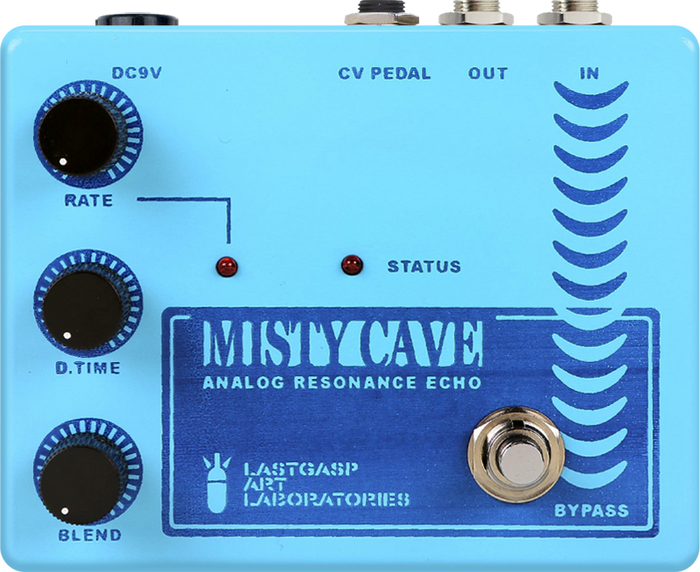 DC9V
CV PEDAL
OUT
IN
RATE
STATUS
D.TIME
MISTY CAVE
ANALOG RESONANCE ECHO
BLEND
LASTGASP
ART
LABORATORIES
BYPASS